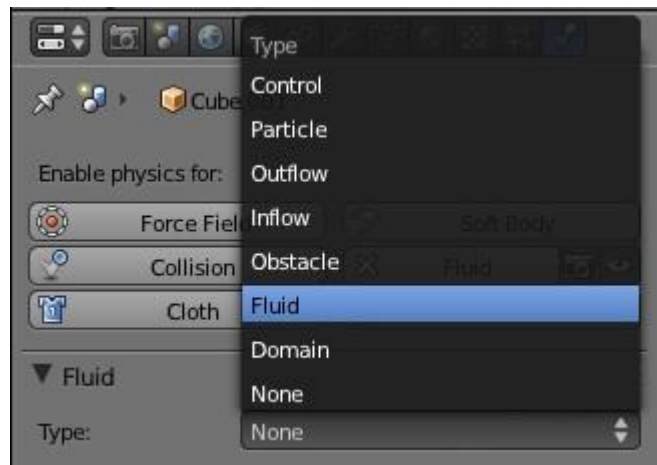 Type
Control
Cube
Particle
Enable physics for:
Outflow
Force Fiel
Inflow
Soft Body
Collision
Obstacle
Fluid
Cloth
Fluid
Domain
Fluid
None
Type:
None